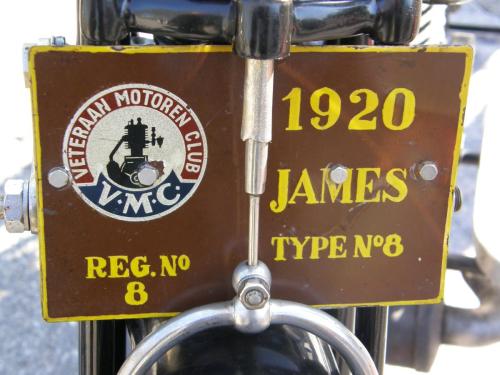 VETERAAN MOTOREN CLUB
V.M.C.
REG. NO
8
1920
JAMES
TYPE NO8